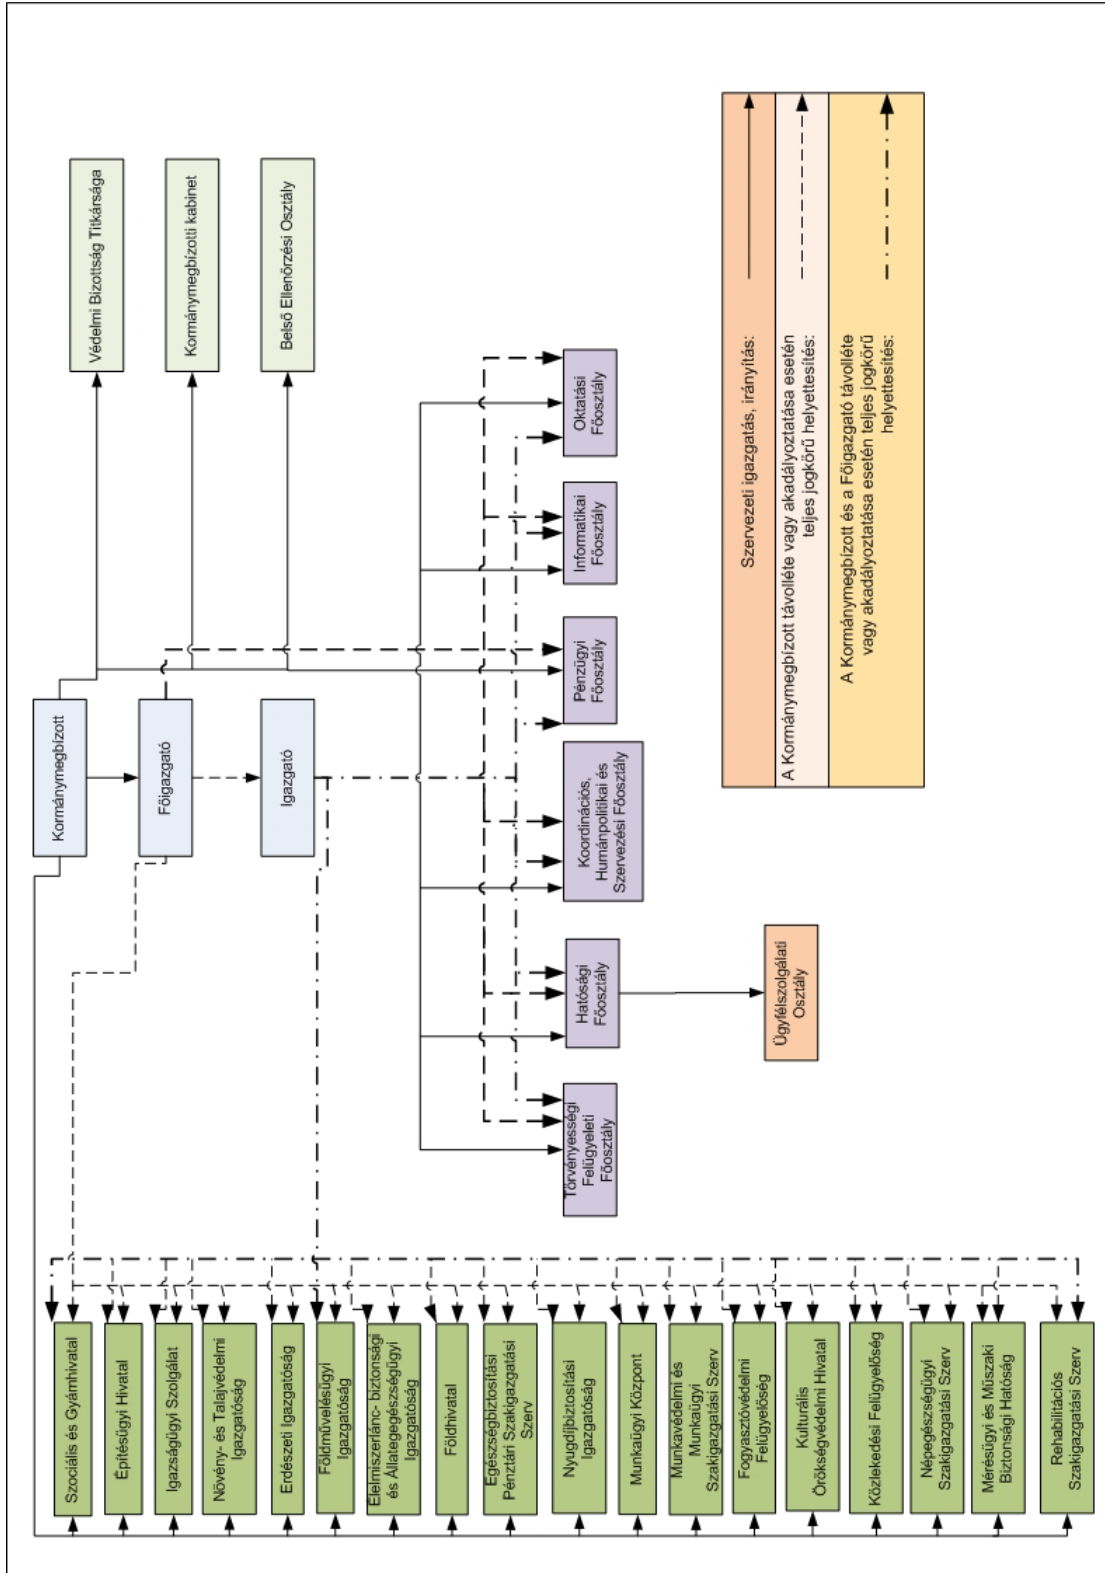 Kormánymegbízott
Főigazgató
Igazgató
Védelmi Bizottság Titkársága
Kormánymegbízotti kabinet
Belső Ellenőrzési Osztály
Szociális és Gyámhivatal
Építésügyi Hivatal
Igazságügyi Szolgálat
Növény- és Talajvédelmi
Igazgatóság
Erdészeti Igazgatóság
Földművelésügyi
Igazgatóság
Élelmiszerlánc- biztonsági
és Állategegészségügyi
Igazgatóság
Földhivatal
Egészségbiztosítási
Pénztári Szakigazgatási
Szerv
Nyugdíjbiztosítási
Igazgatóság
Munkaügyi Központ
Munkavédelmi és
Munkaügyi
Szakigazgatási Szerv
Fogyasztóvédelmi
Felügyelőség
Kulturális
Örökségvédelmi Hivatal
Közlekedési Felügyelőség
Népegészségügyi
Szakigazgatási Szerv
Mérésügyi és Műszaki
Biztonsági Hatóság
Rehabilitációs
Szakigazgatási Szerv
Törvényességi
Felügyeleti
Főosztály
Hatósági
Főosztály
Koordinációs,
Humánpolitikai és
Szervezési Főosztály
Pénzügyi
Főosztály
Informatikai
Főosztály
Oktatási
Főosztály
Ügyfélszolgálati
Osztály
Szervezeti igazgatás, irányítás:
A Kormánymegbízott távolléte vagy akadályoztatása esetén
teljes jogkörű helyettesítés:
A Kormánymegbízott és a Főigazgató távolléte
vagy akadályoztatása esetén teljes jogkörű
helyettesítés: